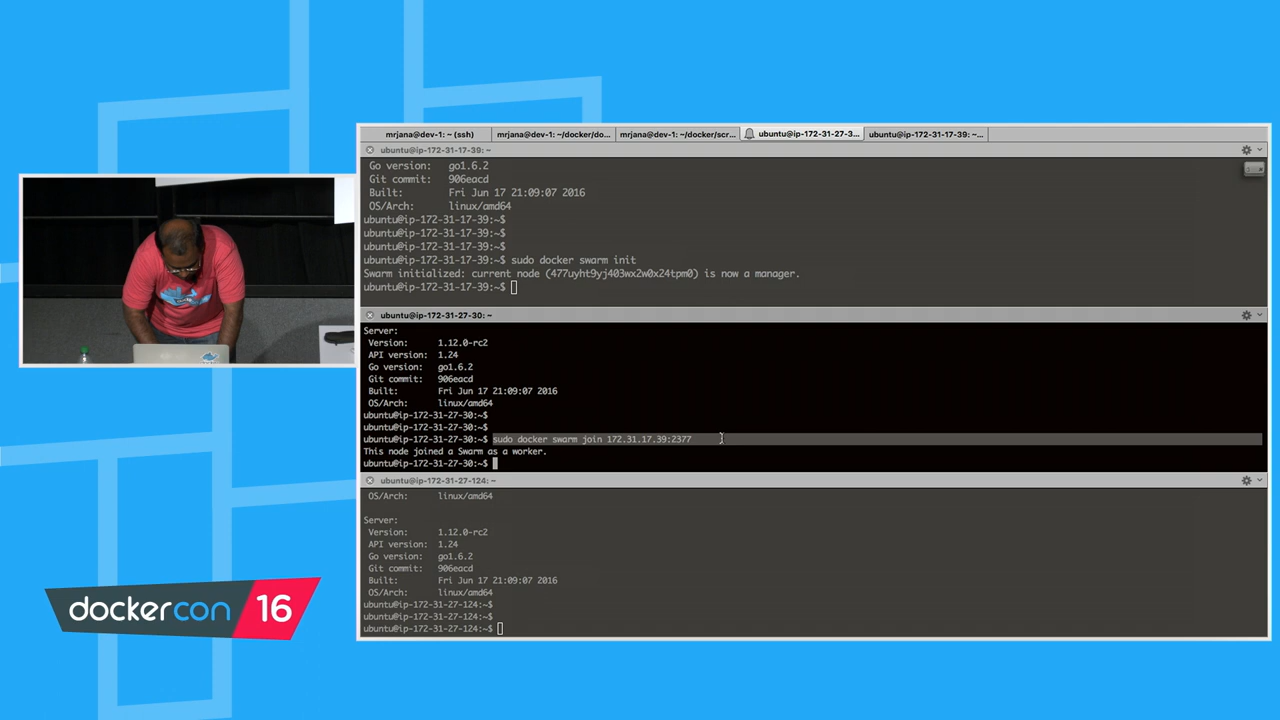 mrjana@dev-1: ~ (ssh)
mrjana@dev-1: ~/docker/do...
mrjana@dev-1: ~/docker/scr...
ubuntu@ip-172-31-27-3...
ubuntu@ip-172-31-17-39: ~...
ubuntu@ip-172-31-17-39: ~
Go version: go1.6.2
Git commit: 906eacd
Built: Fri Jun 17 21:09:07 2016
OS/Arch: linux/amd64
ubuntu@ip-172-31-17-39:~$
ubuntu@ip-172-31-17-39:~$
ubuntu@ip-172-31-17-39:~$
ubuntu@ip-172-31-17-39:~$ sudo docker swarm init
Swarm initialized: current node (477uyht9yj403wx2w0x24tpm0) is now a manager.
ubuntu@ip-172-31-17-39:~$
ubuntu@ip-172-31-27-30: ~
Server:
Version: 1.12.0-rc2
API version: 1.24
Go version: go1.6.2
Git commit: 906eacd
Built: Fri Jun 17 21:09:07 2016
OS/Arch: linux/amd64
ubuntu@ip-172-31-27-30:~$
ubuntu@ip-172-31-27-30:~$
ubuntu@ip-172-31-27-30:~$ sudo docker swarm join 172.31.17.39:2377
This node joined a Swarm as a worker.
ubuntu@ip-172-31-27-30:~$
ubuntu@ip-172-31-27-124: ~
OS/Arch: linux/amd64
Server:
Version: 1.12.0-rc2
API version: 1.24
Go version: go1.6.2
Git commit: 906eacd
Built: Fri Jun 17 21:09:07 2016
OS/Arch: linux/amd64
ubuntu@ip-172-31-27-124:~$
ubuntu@ip-172-31-27-124:~$
ubuntu@ip-172-31-27-124:~$
dockercon 16